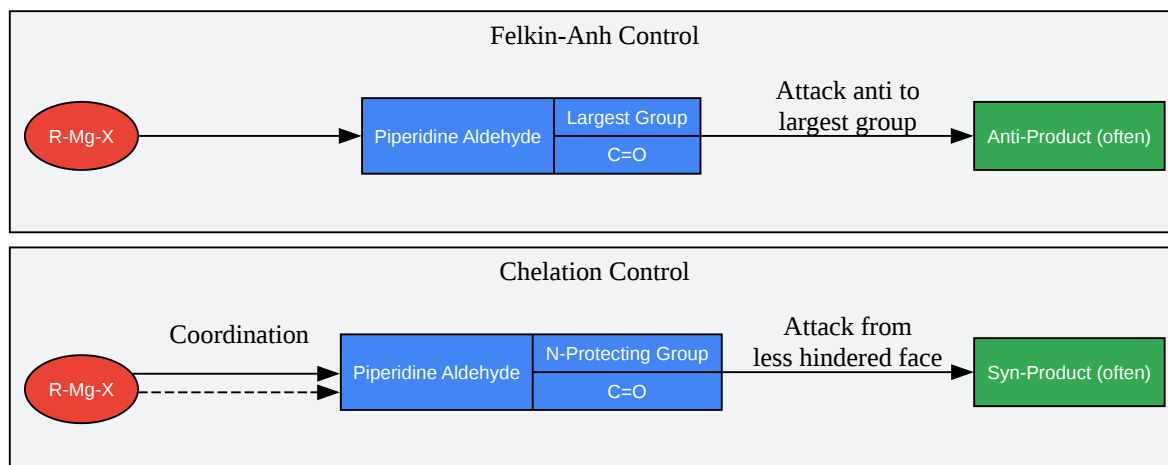 Felkin-Anh Control
R-Mg-X
Piperidine Aldehyde
Largest Group
C=O
Attack anti to
largest group
Anti-Product (often)
Chelation Control
R-Mg-X
Coordination
Piperidine Aldehyde
N-Protecting Group
C=O
Attack from
less hindered face
Syn-Product (often)